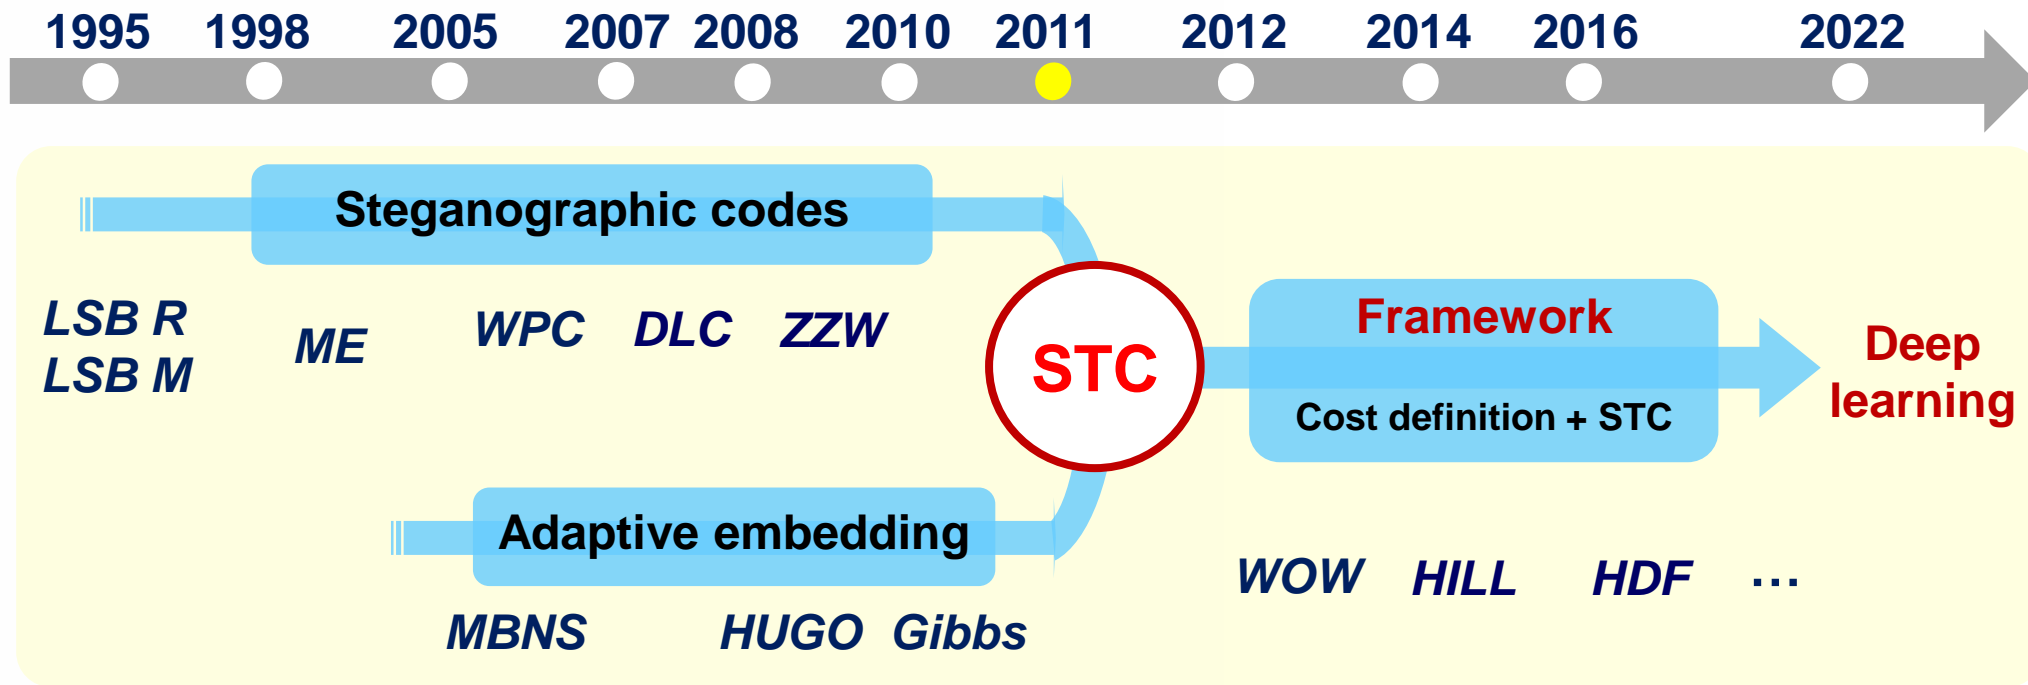 1995 1998 2005 2007 2008 2010 2011 2012 2014 2016 2022
Steganographic codes
LSB R
LSB M
ME
WPC
DLC
ZZW
STC
Framework
Cost definition + STC
Deep
learning
Adaptive embedding
MBNS
HUGO
Gibbs
WOW
HILL
HDF
...